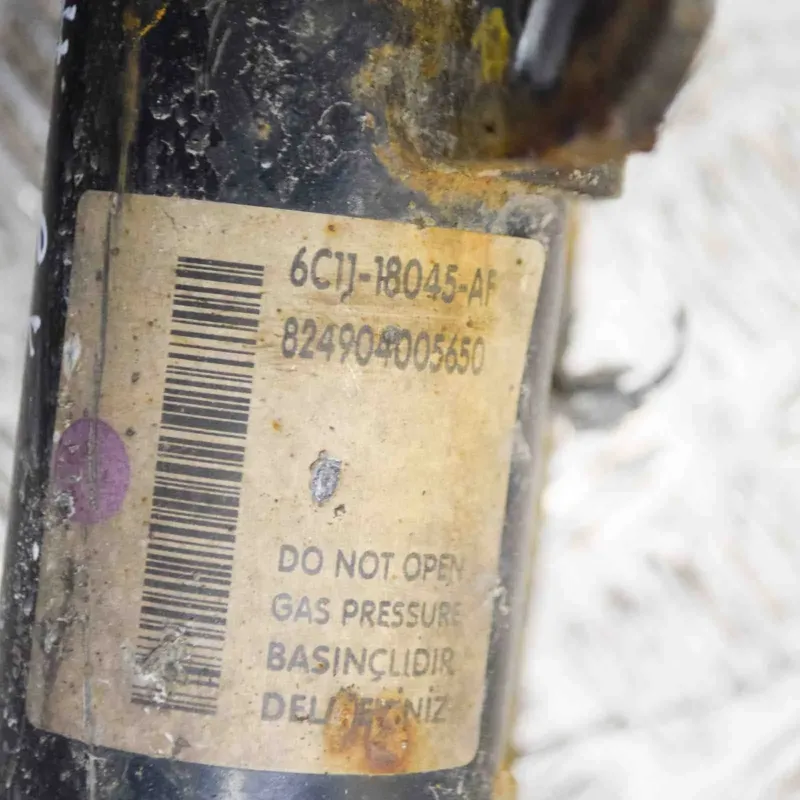 6C1J-18045-AF
824904005650
DO NOT OPEN
GAS PRESSURE
BASINÇLIDIR